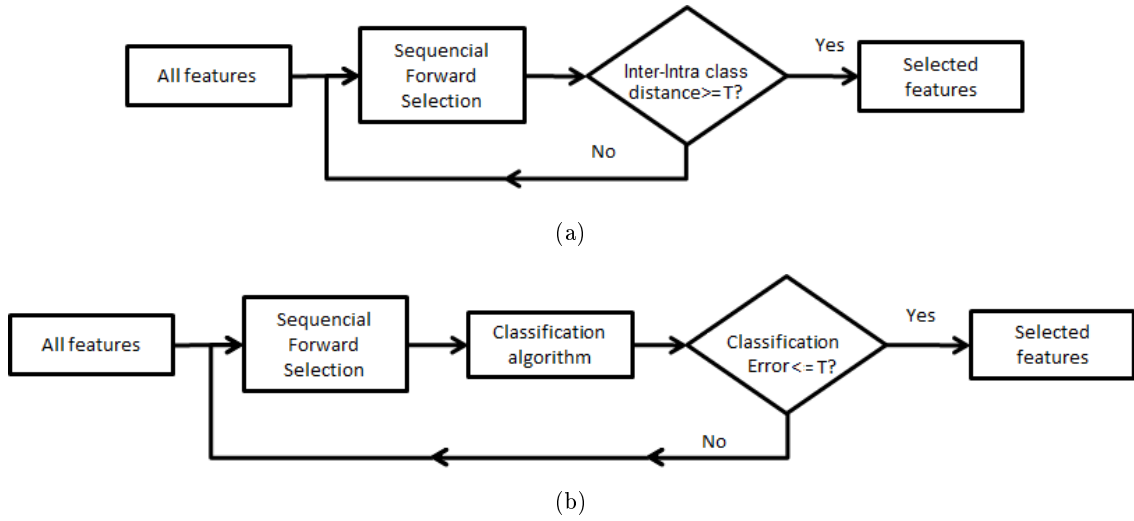 All features
Sequencial
Forward
Selection
Inter-Intra class
distance>=T?
Yes
Selected
features
No
(a)
All features
Sequencial
Forward
Selection
Classification
algorithm
Classification
Error<=T?
Yes
Selected
features
No
(b)